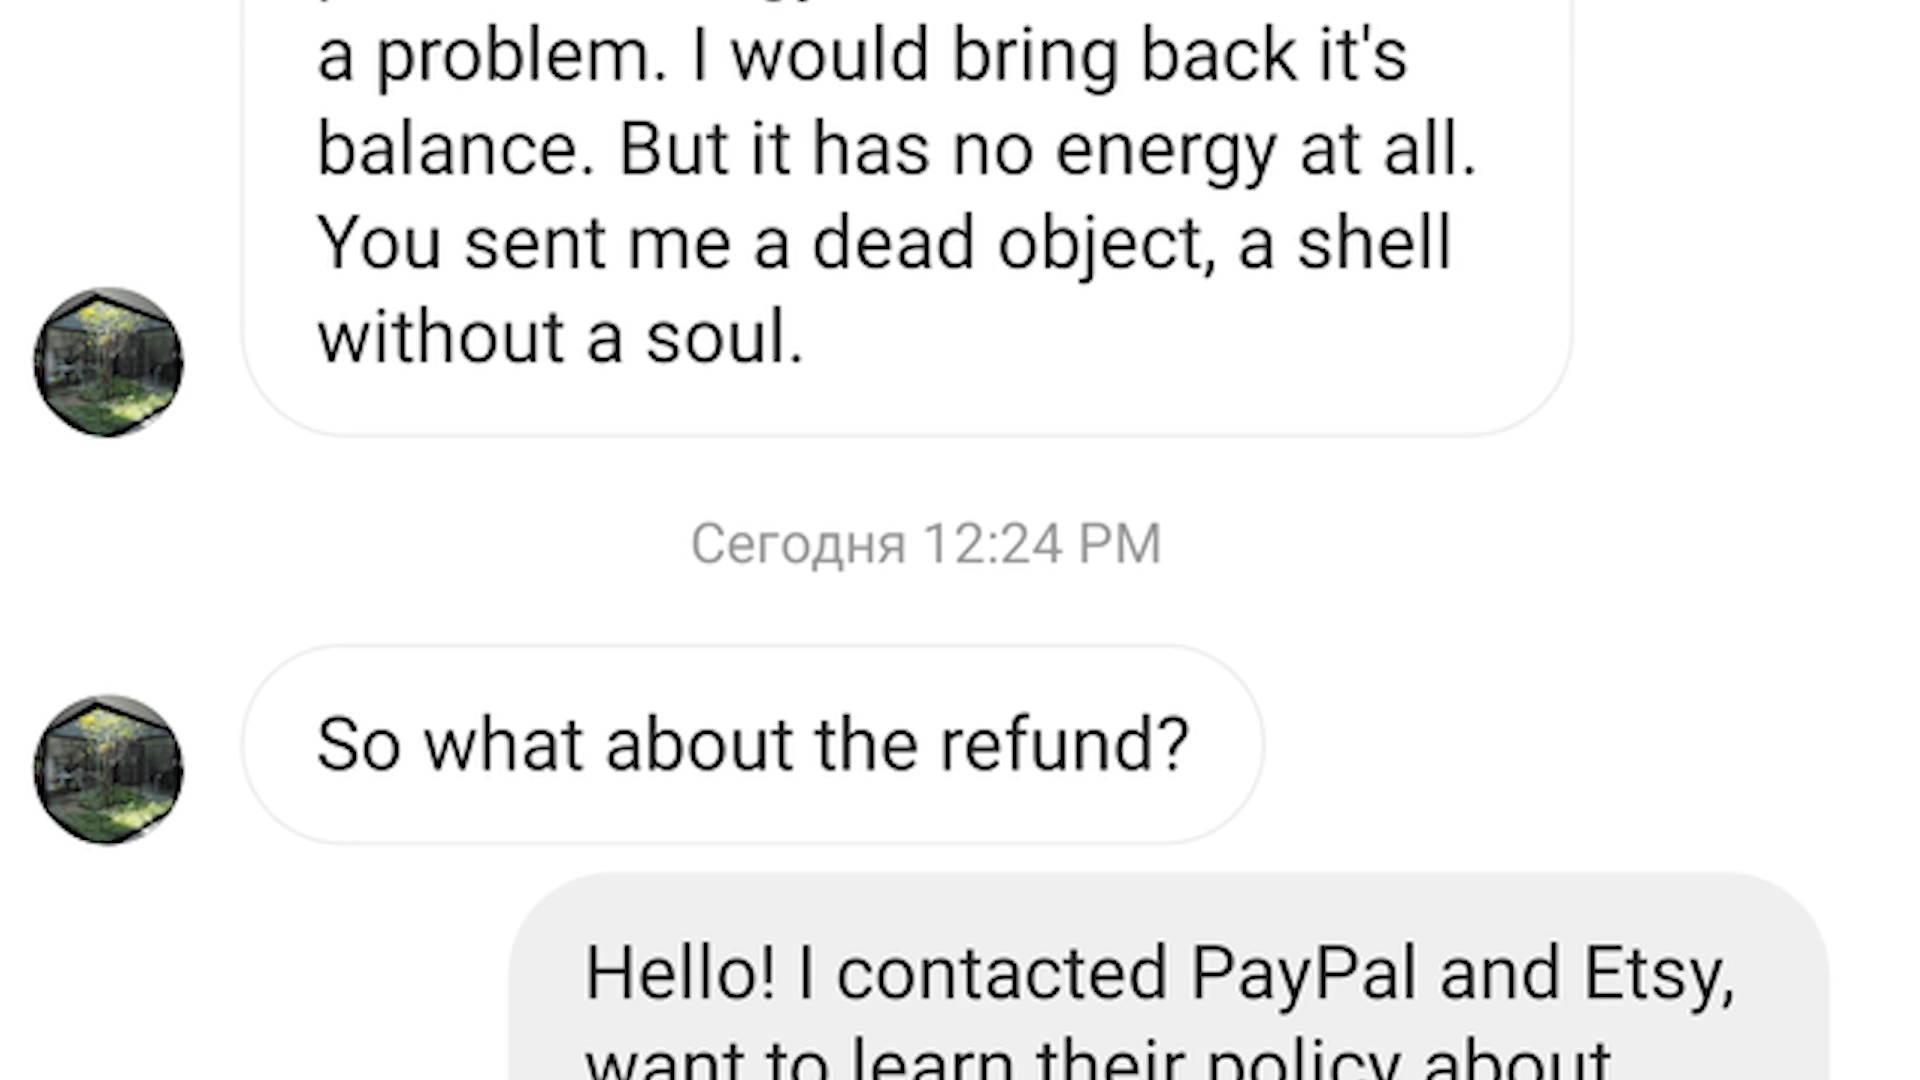 a problem. I would bring back it's
balance. But it has no energy at all.
You sent me a dead object, a shell
without a soul.
Сегодня 12:24 PM
So what about the refund?
Hello! I contacted PayPal and Etsy,
want to learn their policy about